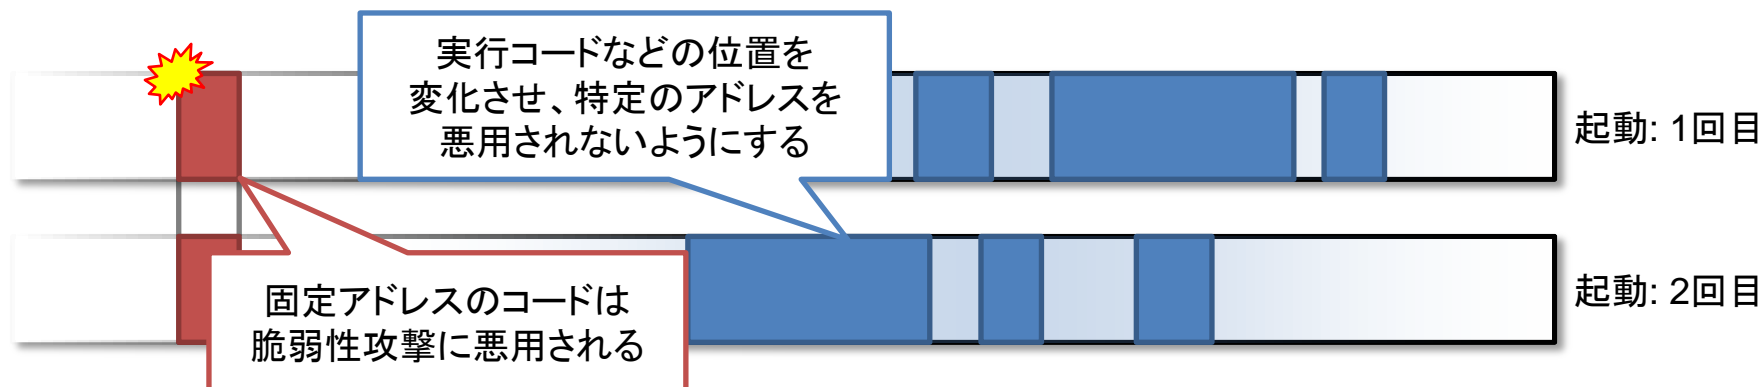 実行コードなどの位置を
変化させ、特定のアドレスを
悪用されないようにする
起動: 1回目
固定アドレスのコードは
脆弱性攻撃に悪用される
起動: 2回目